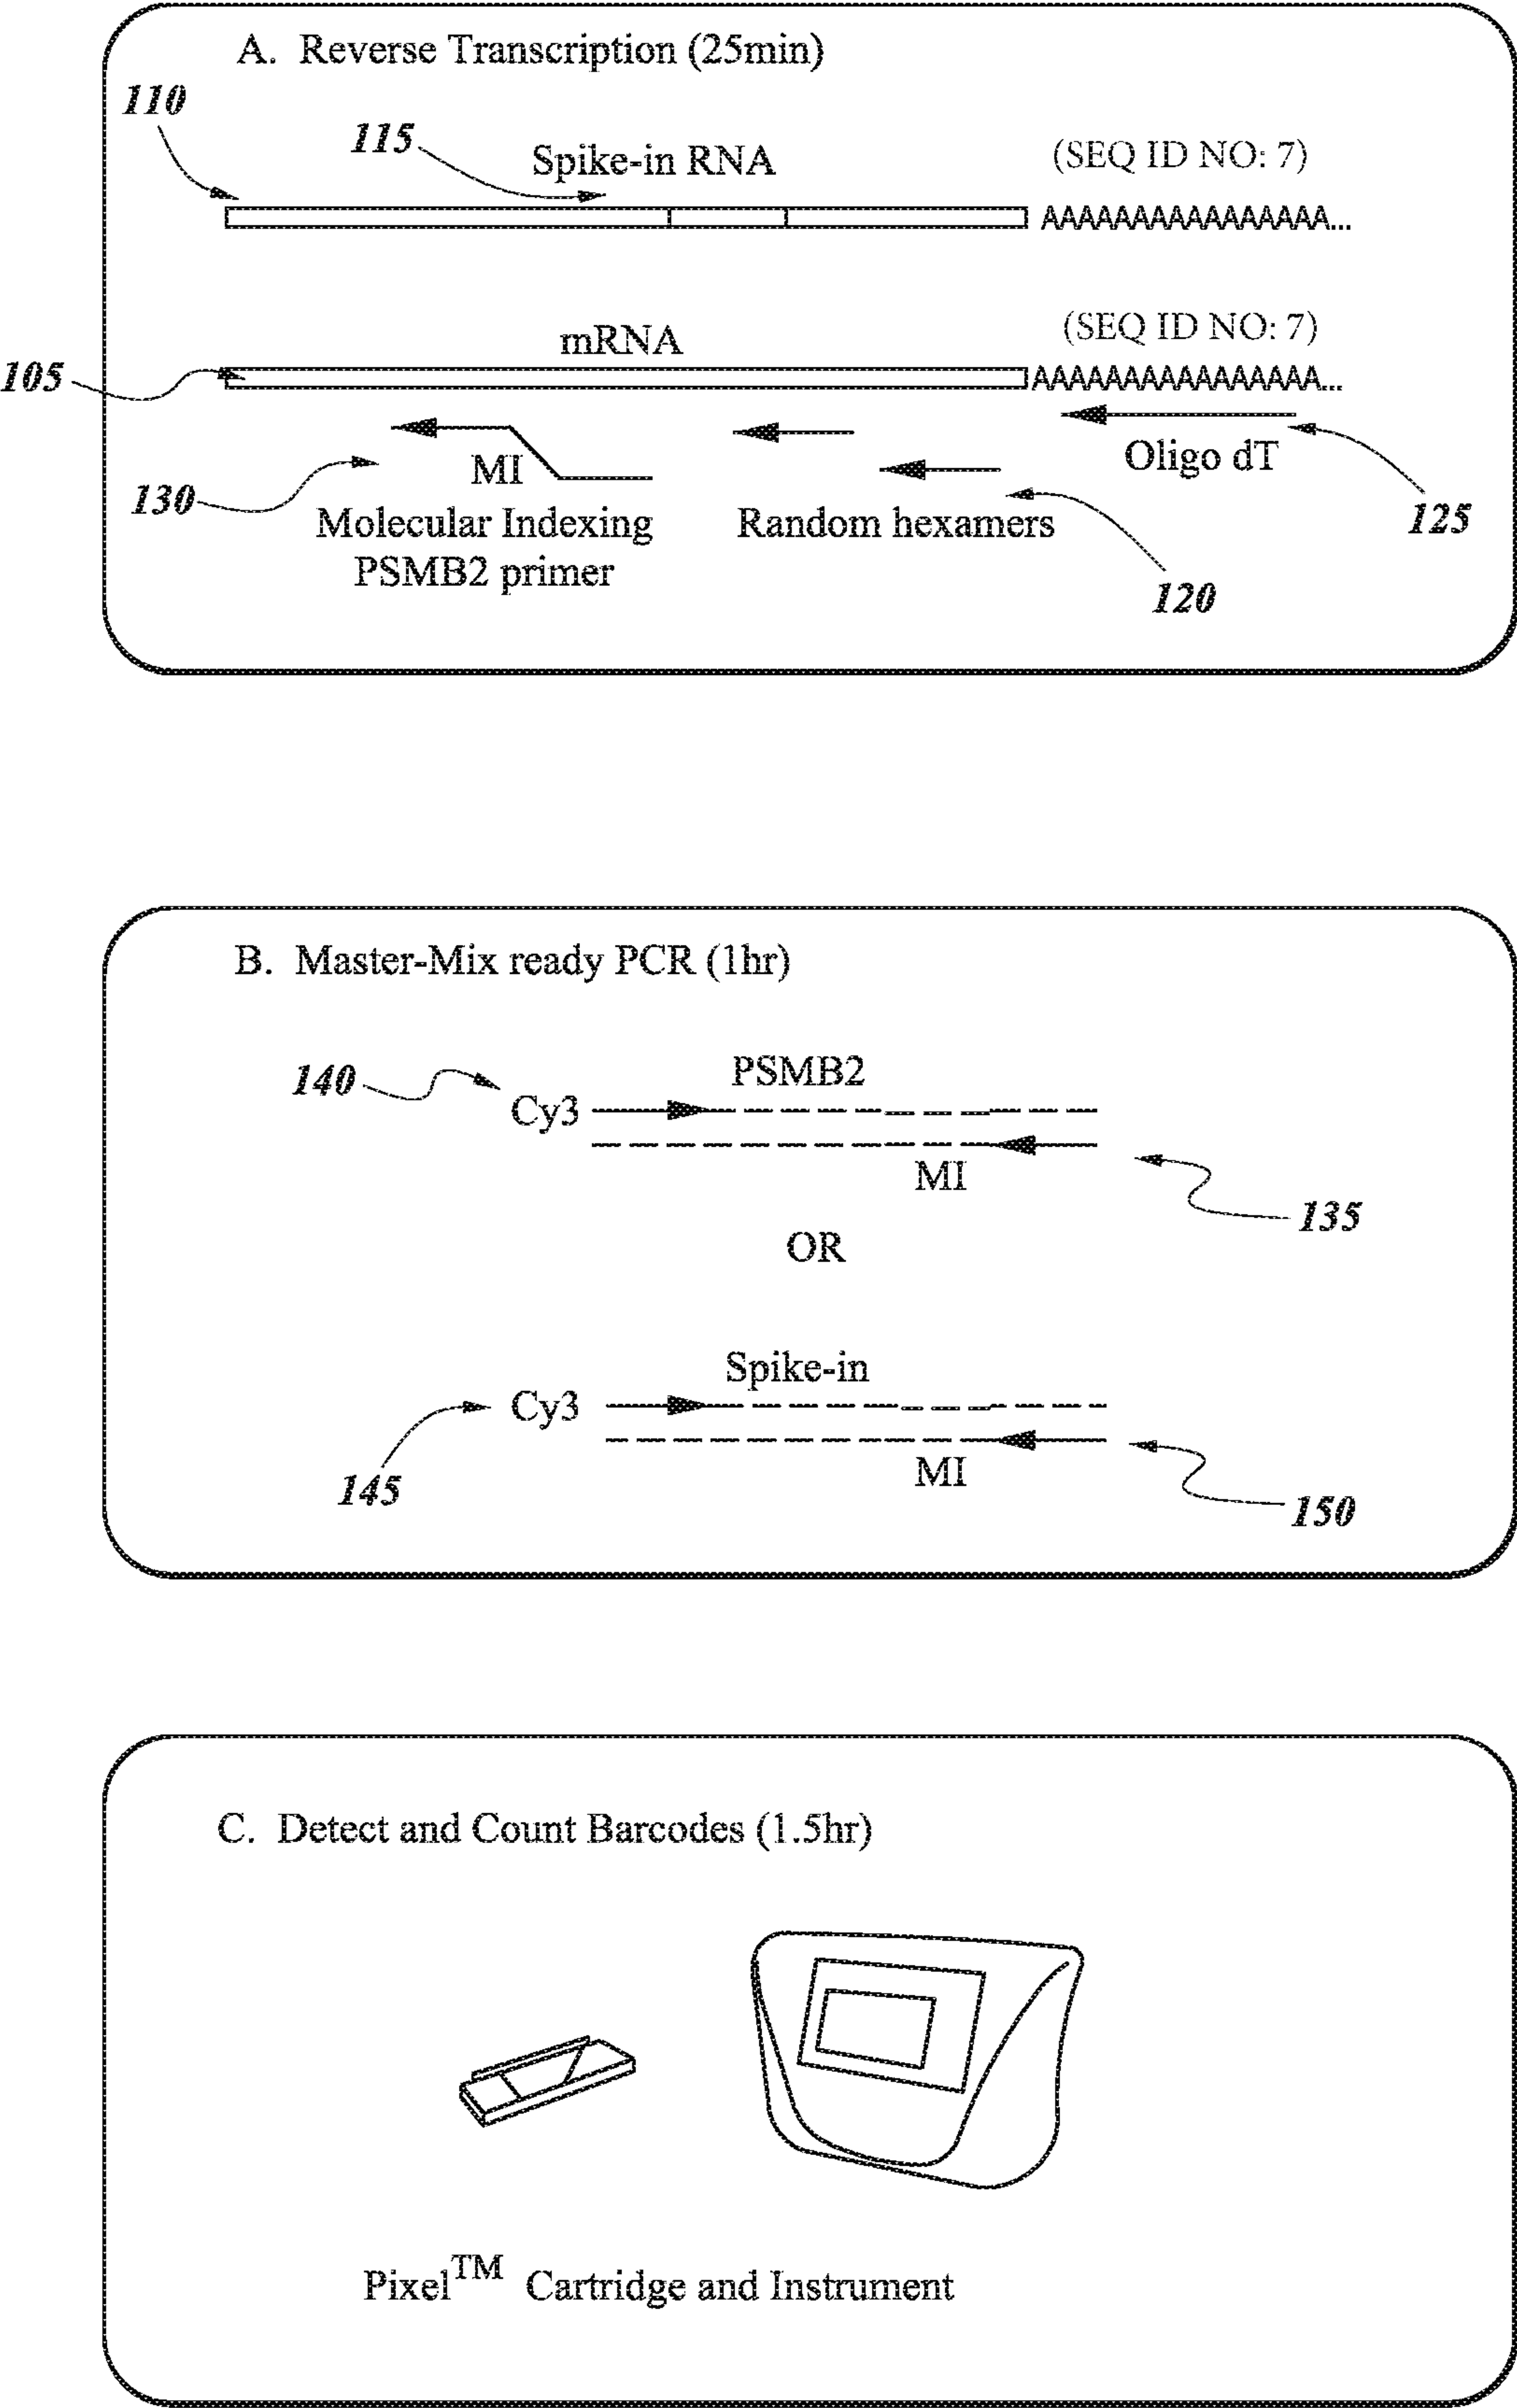 A. Reverse Transcription (25min)
110
115
Spike-in RNA
(SEQ ID NO: 7)
AAAAAAAAAAAAAAAA...
mRNA
(SEQ ID NO: 7)
105
AAAAAAAAAAAAAAAA...
MI
Oligo dT
130
Molecular Indexing
PSMB2 primer
Random hexamers
125
120
B. Master-Mix ready PCR (1hr)
140
PSMB2
Cy3
MI
135
OR
Spike-in
Cy3
145
MI
150
C. Detect and Count Barcodes (1.5hr)
Pixel™ Cartridge and Instrument